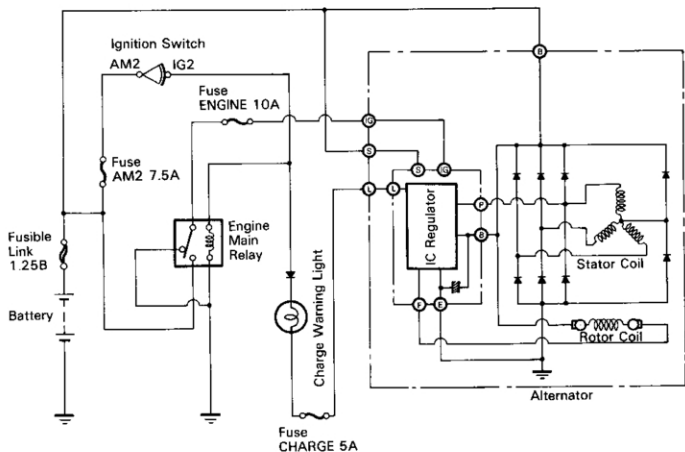 Ignition Switch
AM2
IG2
Fuse
ENGINE 10A
Fuse
AM2 7.5A
Fusible
Link
1.25B
Battery
Engine
Main
Relay
Charge Warning Light
Fuse
CHARGE 5A
B
IG
S
L
S
IG
L
P
B
F
E
IC Regulator
Stator Coil
Rotor Coil
Alternator